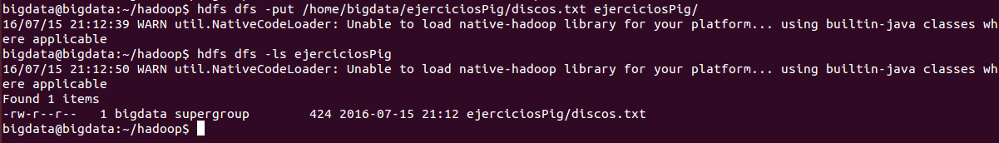 bigdata@bigdata:~/hadoop$ hdfs dfs -put /home/bigdata/ejerciciosPig/discos.txt ejerciciosPig/
16/07/15 21:12:39 WARN util.NativeCodeLoader: Unable to load native-hadoop library for your platform... using builtin-java classes wh
ere applicable
bigdata@bigdata:~/hadoop$ hdfs dfs -ls ejerciciosPig
16/07/15 21:12:50 WARN util.NativeCodeLoader: Unable to load native-hadoop library for your platform... using builtin-java classes wh
ere applicable
Found 1 items
-rw-r--r--   1 bigdata supergroup        424 2016-07-15 21:12 ejerciciosPig/discos.txt
bigdata@bigdata:~/hadoop$